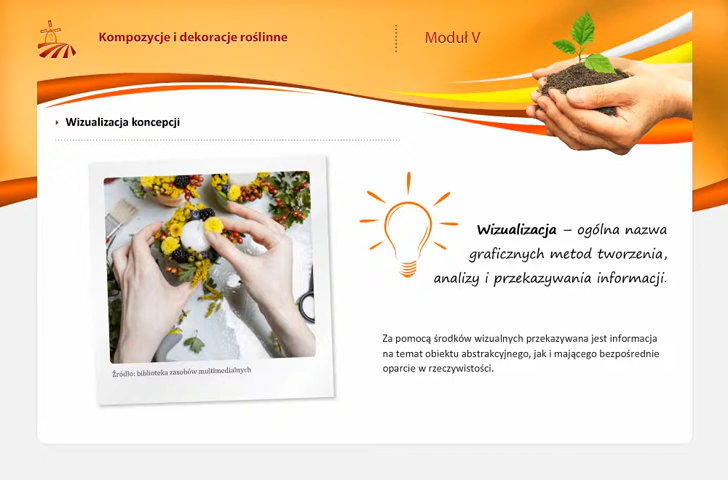 Kompozycje i dekoracje roślinne
Moduł V
Wizualizacja koncepcji
Wizualizacja – ogólna nazwa
graficznych metod tworzenia,
analizy i przekazywania informacji.
Za pomocą środków wizualnych przekazywana jest informacja
na temat obiektu abstrakcyjnego, jak i mającego bezpośrednie
oparcie w rzeczywistości.
Źródło: biblioteka zasobów multimedialnych